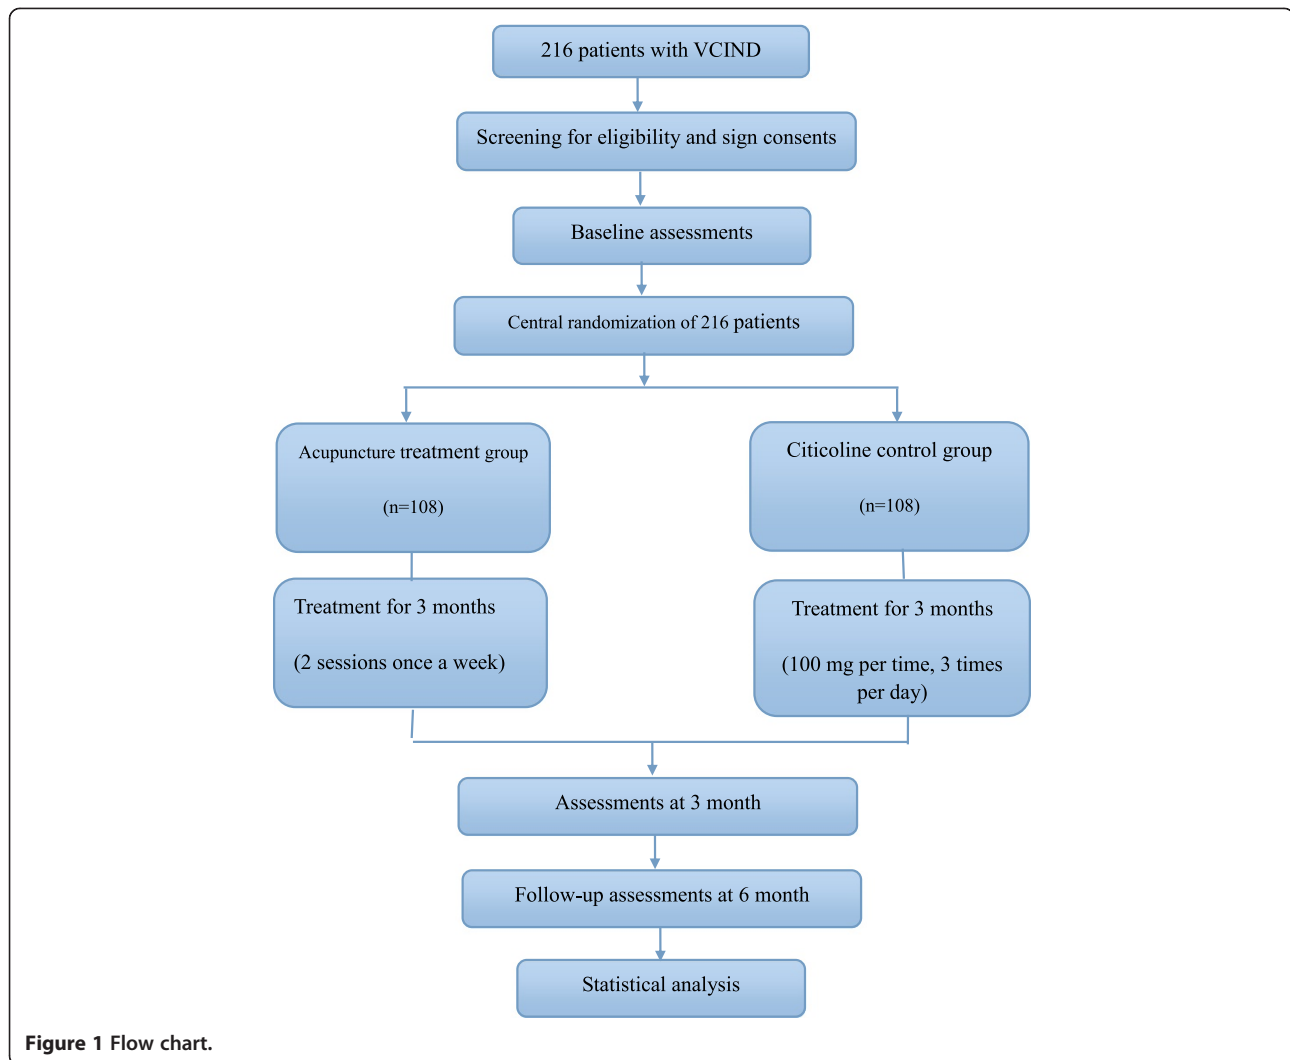 216 patients with VCIND
Screening for eligibility and sign consents
Baseline assessments
Central randomization of 216 patients
Acupuncture treatment group
(n=108)
Citicoline control group
(n=108)
Treatment for 3 months
(2 sessions once a week)
Treatment for 3 months
(100 mg per time, 3 times
per day)
Assessments at 3 month
Follow-up assessments at 6 month
Statistical analysis
Figure 1 Flow chart.